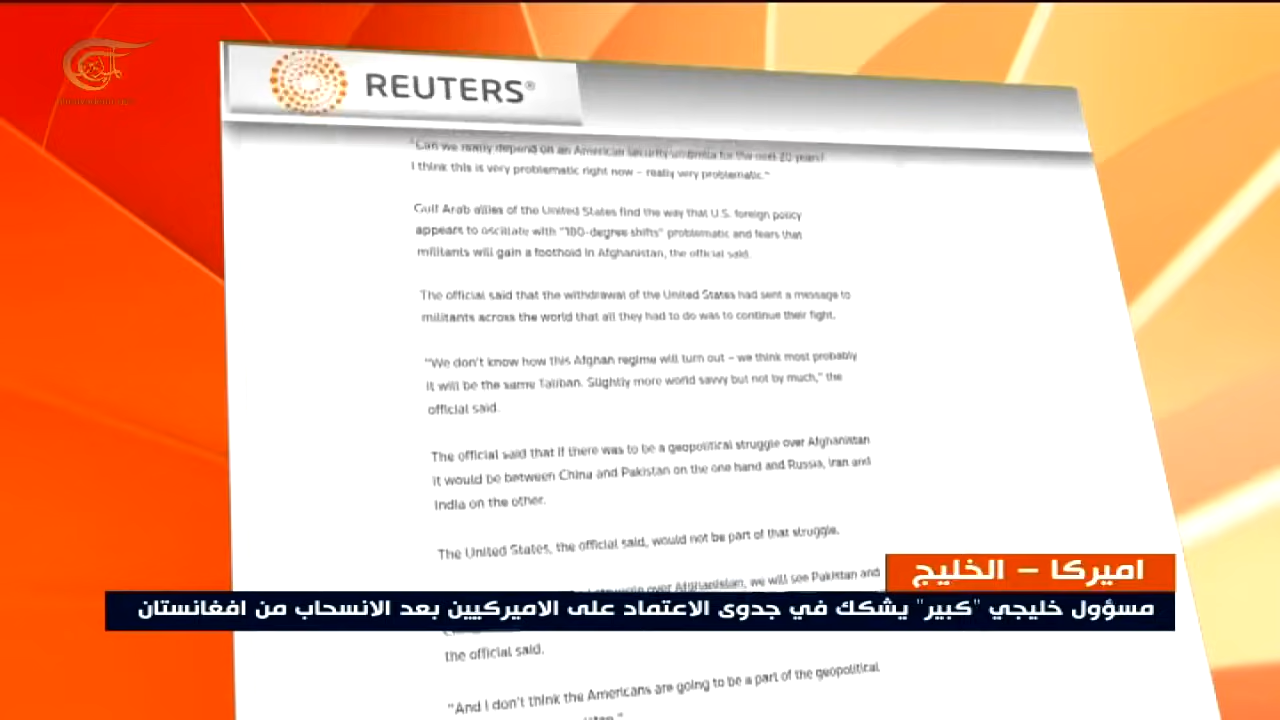 REUTERS®
"Can we really depend on an American security umbrella for the next 20 years?
I think this is very problematic right now – really very problematic."
Gulf Arab allies of the United States find the way that U.S. foreign policy
appears to oscillate with "180-degree shifts" problematic and fears that
militants will gain a foothold in Afghanistan, the official said.
The official said that the withdrawal of the United States had sent a message to
militants across the world that all they had to do was to continue their fight.
"We don't know how this Afghan regime will turn out – we think most probably
it will be the same Taliban. Slightly more world savvy but not by much," the
official said.
The official said that if there was to be a geopolitical struggle over Afghanistan
it would be between China and Pakistan on the one hand and Russia, Iran and
India on the other.
The United States, the official said, would not be part of that struggle.
struggle over Afghanistan, we will see Pakistan and
اميركا – الخليج
مسؤول خليجي "كبير" يشكك في جدوى الاعتماد على الاميركيين بعد الانسحاب من افغانستان
the official said.
"And I don't think the Americans are going to be a part of the geopolitical